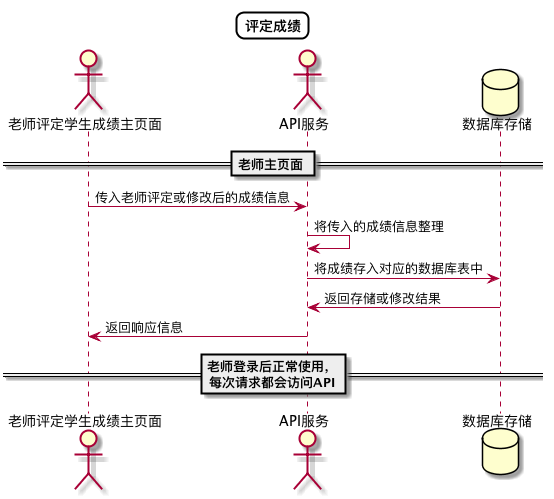 评定成绩
老师评定学生成绩主页面 API服务 数据库存储
老师主页面
传入老师评定或修改后的成绩信息
将传入的成绩信息整理
将成绩存入对应的数据库表中
返回存储或修改结果
返回响应信息
老师登录后正常使用，
每次请求都会访问API
老师评定学生成绩主页面 API服务 数据库存储